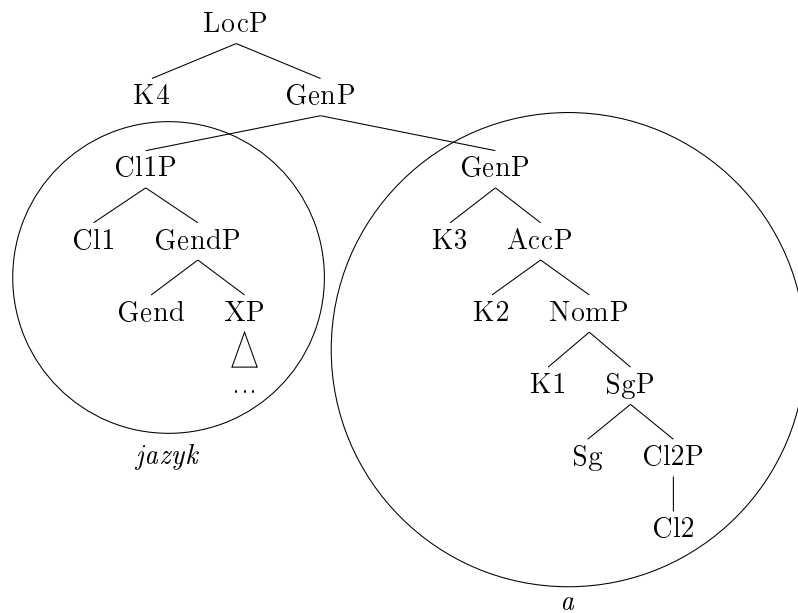 LocP
K4 GenP
Cl1P GenP
Cl1 GendP K3 AccP
Gend XP K2 NomP
... K1 SgP
jazyk Sg Cl2P
Cl2
a